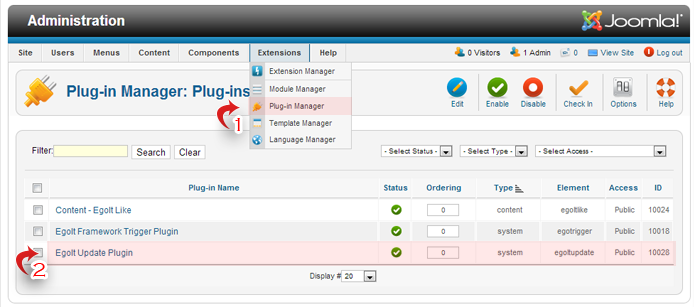 Administration
Joomla!
Site Users Menus Content Components Extensions Help 0 Visitors 1 Admin 0 View Site Log out
Extension Manager
Module Manager
Plug-in Manager
Template Manager
Language Manager
Plug-in Manager: Plug-ins
Edit Enable Disable Check In Options Help
1
Filter: Search Clear - Select Status - - Select Type - - Select Access -
Plug-in Name Status Ordering Type Element Access ID
Content - Egolt Like 0 content egoltlike Public 10024
Egolt Framework Trigger Plugin 0 system egotrigger Public 10018
Egolt Update Plugin 0 system egoltupdate Public 10028
2
Display # 20